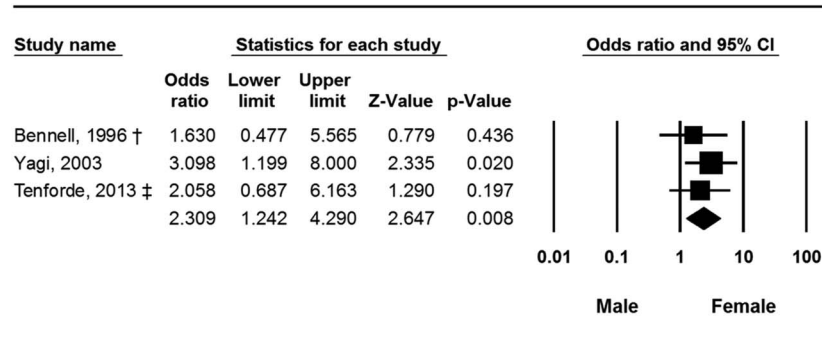 Study name Statistics for each study Odds ratio and 95% CI
Odds Lower Upper
ratio limit limit Z-Value p-Value
Bennell, 1996 † 1.630 0.477 5.565 0.779 0.436
Yagi, 2003 3.098 1.199 8.000 2.335 0.020
Tenforde, 2013 ‡ 2.058 0.687 6.163 1.290 0.197
2.309 1.242 4.290 2.647 0.008
0.01 0.1 1 10 100
Male Female